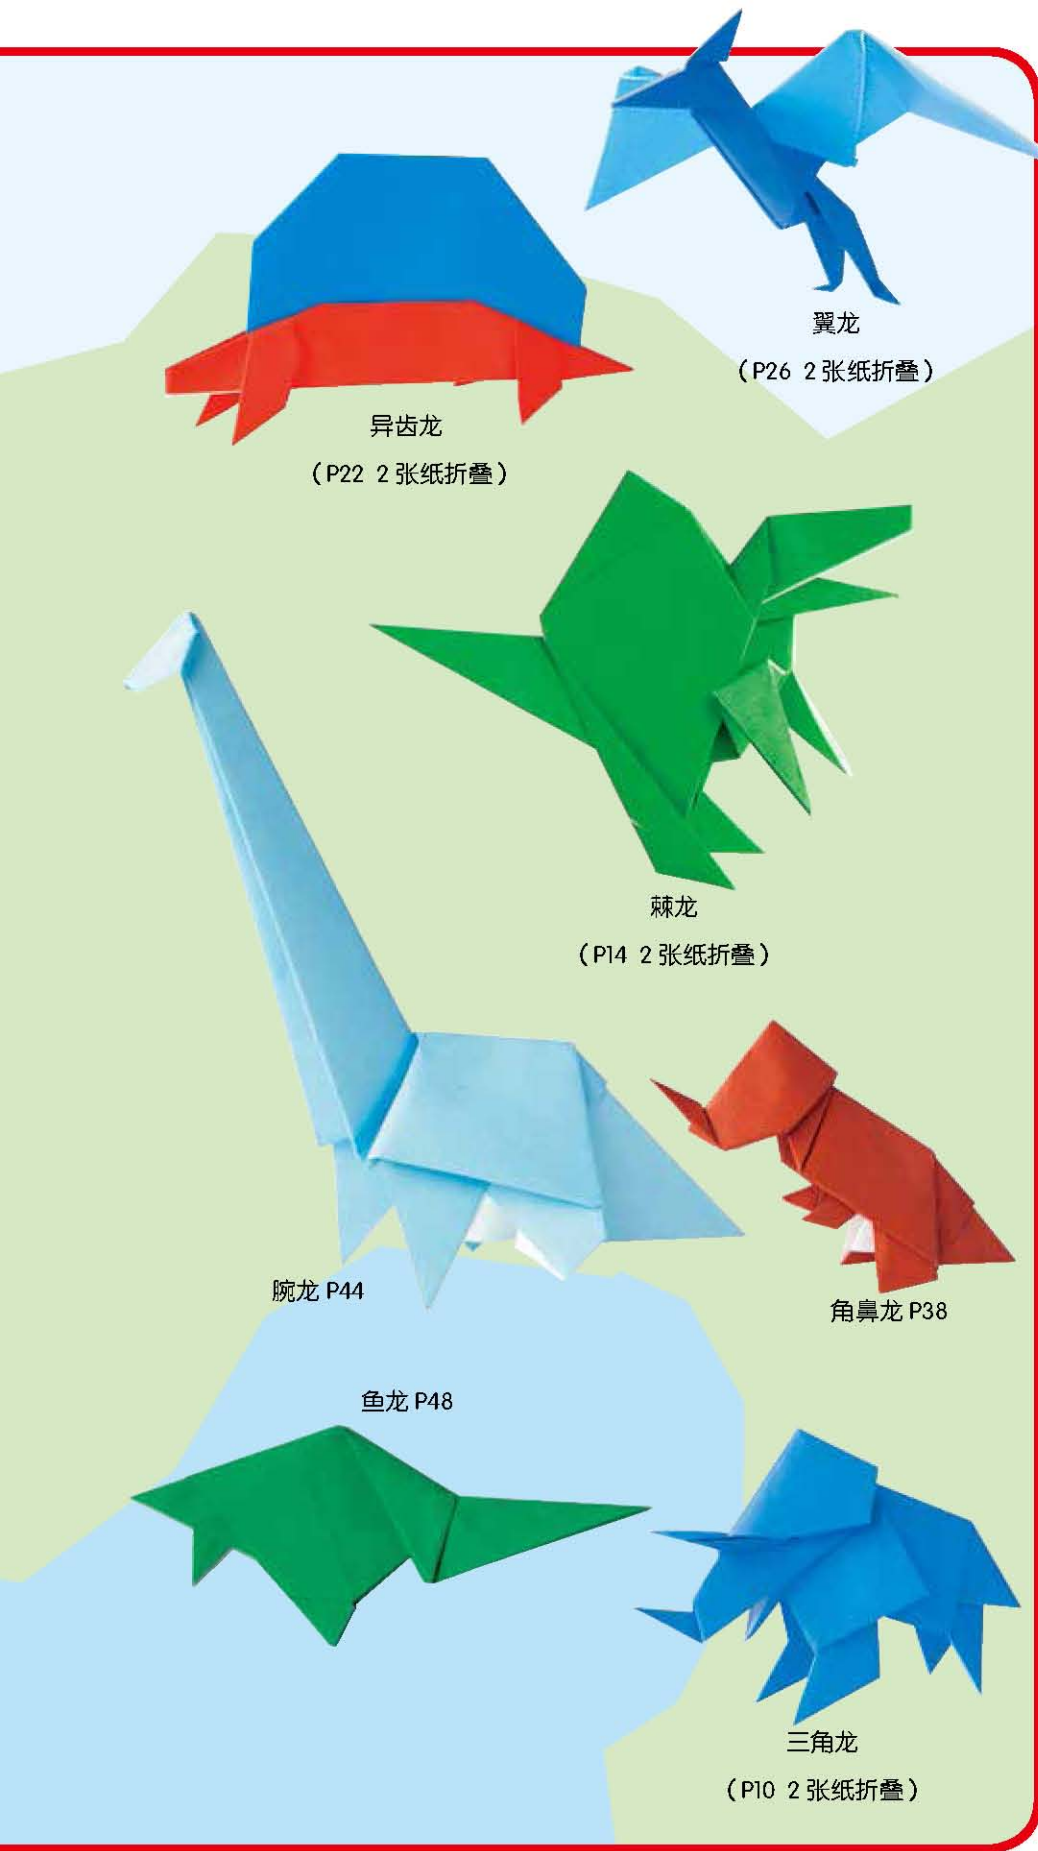 翼龙
（P26 2张纸折叠）
异齿龙
（P22 2张纸折叠）
棘龙
（P14 2张纸折叠）
腕龙 P44
角鼻龙 P38
鱼龙 P48
三角龙
（P10 2张纸折叠）